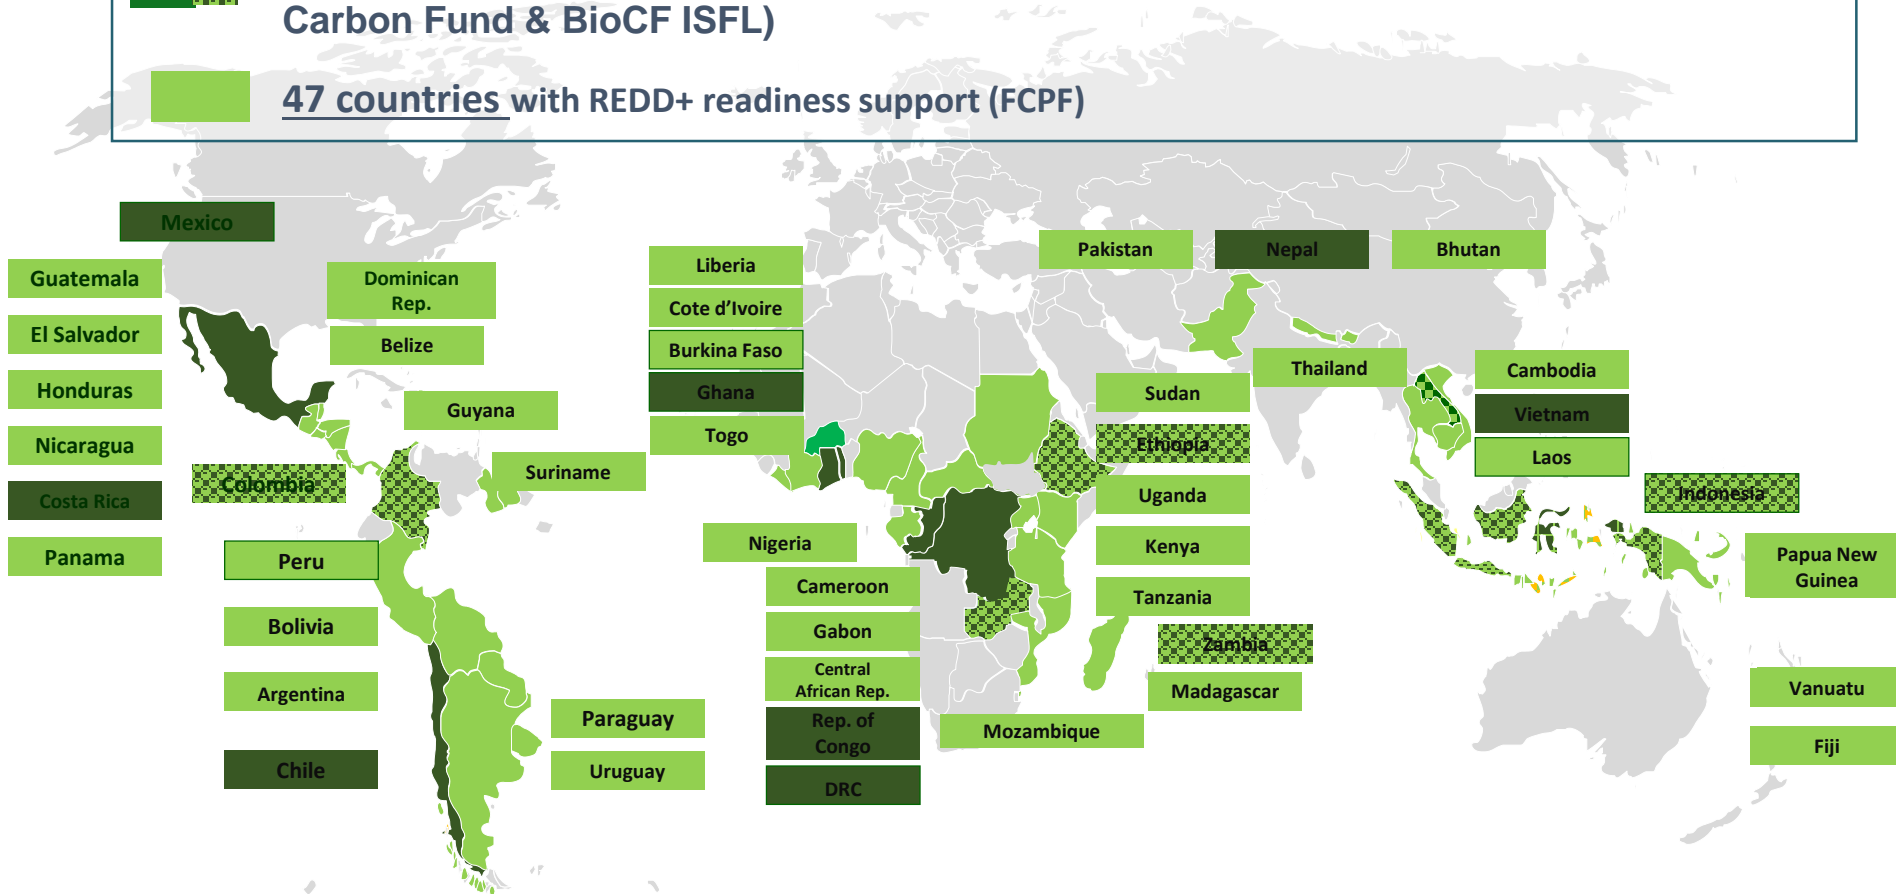 Carbon Fund & BioCF ISFL)
47 countries with REDD+ readiness support (FCPF)
Mexico
Guatemala
El Salvador
Honduras
Nicaragua
Costa Rica
Panama
Dominican
Rep.
Belize
Guyana
Suriname
Colombia
Peru
Bolivia
Argentina
Chile
Paraguay
Uruguay
Liberia
Cote d’Ivoire
Burkina Faso
Ghana
Togo
Nigeria
Cameroon
Gabon
Central
African Rep.
Rep. of
Congo
DRC
Mozambique
Pakistan
Nepal
Bhutan
Sudan
Ethiopia
Uganda
Kenya
Tanzania
Zambia
Madagascar
Thailand
Cambodia
Vietnam
Laos
Indonesia
Papua New
Guinea
Vanuatu
Fiji